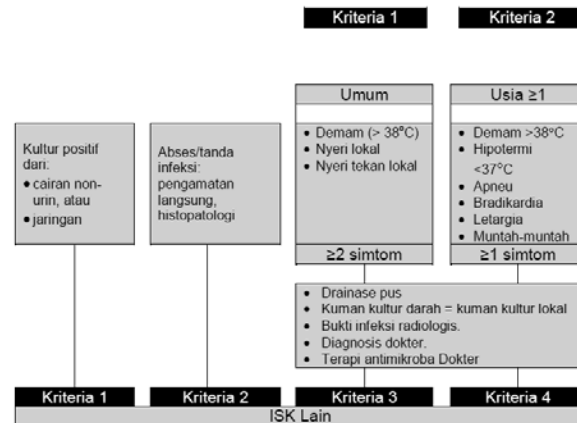 Kriteria 1
Kriteria 2
Kultur positif
dari:
• cairan non-
urin, atau
• jaringan
Abses/tanda
infeksi:
pengamatan
langsung,
histopatologi
Umum
• Demam (> 38°C)
• Nyeri lokal
• Nyeri tekan lokal
≥2 simtom
Usia ≥1
• Demam >38°C
• Hipotermi
<37°C
• Apneu
• Bradikardia
• Letargia
• Muntah-muntah
≥1 simtom
• Drainase pus
• Kuman kultur darah = kuman kultur lokal
• Bukti infeksi radiologis.
• Diagnosis dokter.
• Terapi antimikroba Dokter
Kriteria 1
Kriteria 2
Kriteria 3
Kriteria 4
ISK Lain